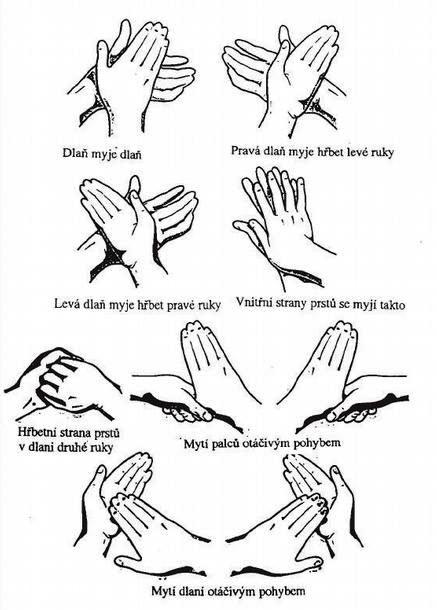 Dlaň myje dlaň
Pravá dlaň myje hřbet levé ruky
Levá dlaň myje hřbet pravé ruky
Vnitřní strany prstů se myjí takto
Hřbetní strana prstů
v dlani druhé ruky
Mytí palců otáčivým pohybem
Mytí dlaní otáčivým pohybem